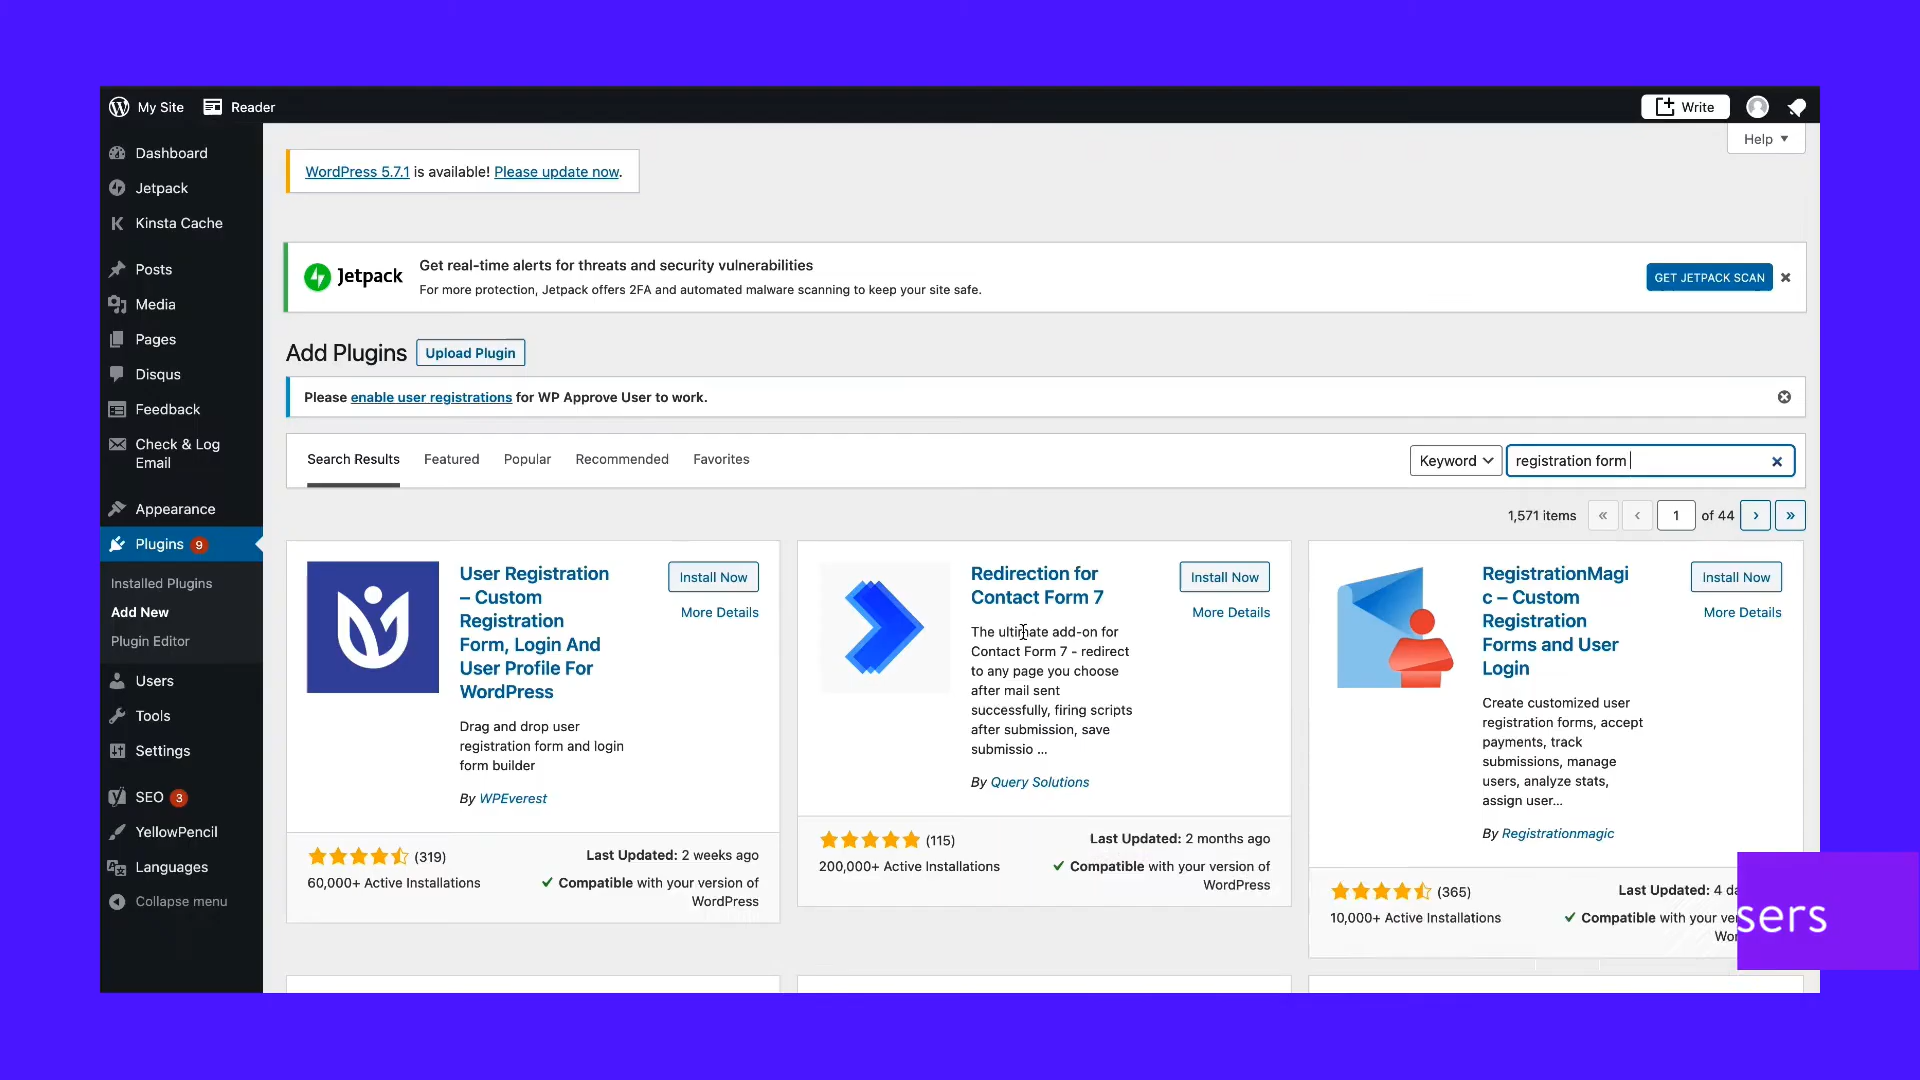 My Site
Reader
Write
Help
Dashboard
Jetpack
Kinsta Cache
Posts
Media
Pages
Disqus
Feedback
Check & Log
Email
Appearance
Plugins 9
Installed Plugins
Add New
Plugin Editor
Users
Tools
Settings
SEO 3
YellowPencil
Languages
Collapse menu
WordPress 5.7.1 is available! Please update now.
Jetpack
Get real-time alerts for threats and security vulnerabilities
For more protection, Jetpack offers 2FA and automated malware scanning to keep your site safe.
GET JETPACK SCAN
Add Plugins
Upload Plugin
Please enable user registrations for WP Approve User to work.
Search Results
Featured
Popular
Recommended
Favorites
Keyword
registration form
1,571 items
« ‹ 1 of 44 › »
User Registration
– Custom
Registration
Form, Login And
User Profile For
WordPress
Install Now
More Details
Drag and drop user
registration form and login
form builder
By WPEverest
(319)
60,000+ Active Installations
Last Updated: 2 weeks ago
Compatible with your version of
WordPress
Redirection for
Contact Form 7
Install Now
More Details
The ultimate add-on for
Contact Form 7 - redirect
to any page you choose
after mail sent
successfully, firing scripts
after submission, save
submissio ...
By Query Solutions
(115)
200,000+ Active Installations
Last Updated: 2 months ago
Compatible with your version of
WordPress
RegistrationMagi
c – Custom
Registration
Forms and User
Login
Install Now
More Details
Create customized user
registration forms, accept
payments, track
submissions, manage
users, analyze stats,
assign user...
By Registrationmagic
(365)
10,000+ Active Installations
Last Updated: 4 da
Compatible with your ve
Wor
sers